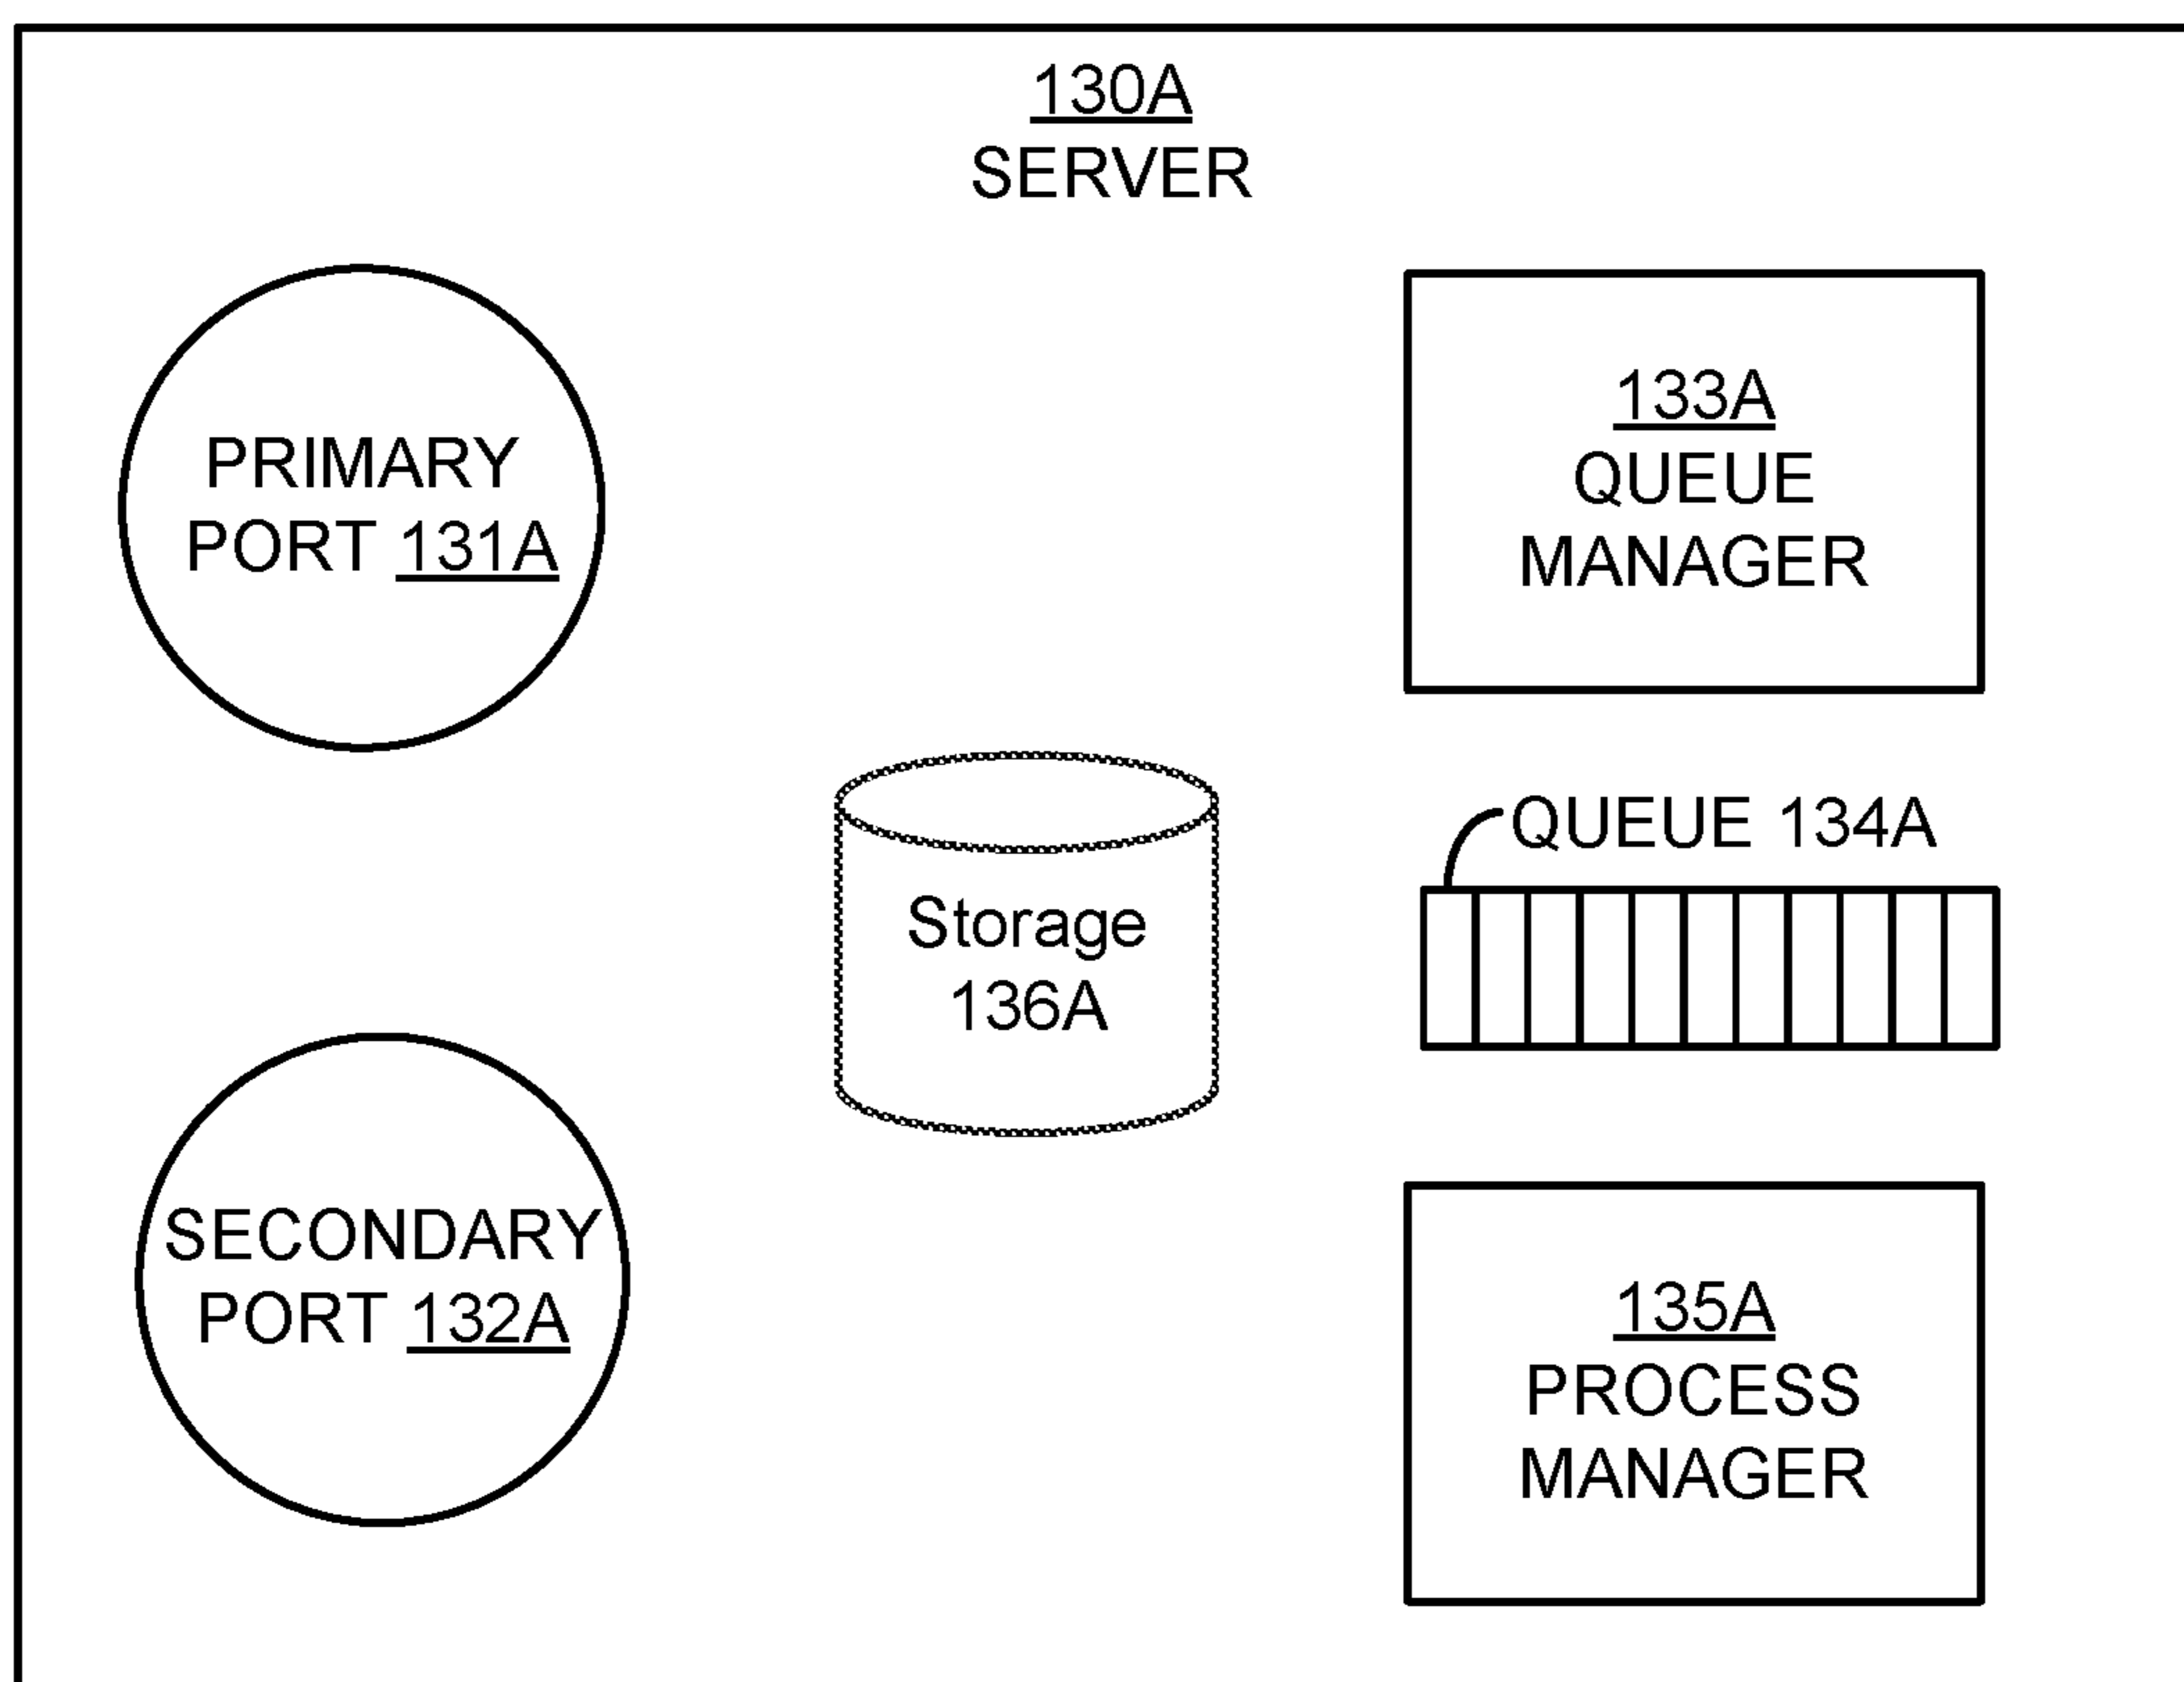 130A
SERVER
PRIMARY
PORT 131A
133A
QUEUE
MANAGER
QUEUE 134A
Storage
136A
SECONDARY
PORT 132A
135A
PROCESS
MANAGER